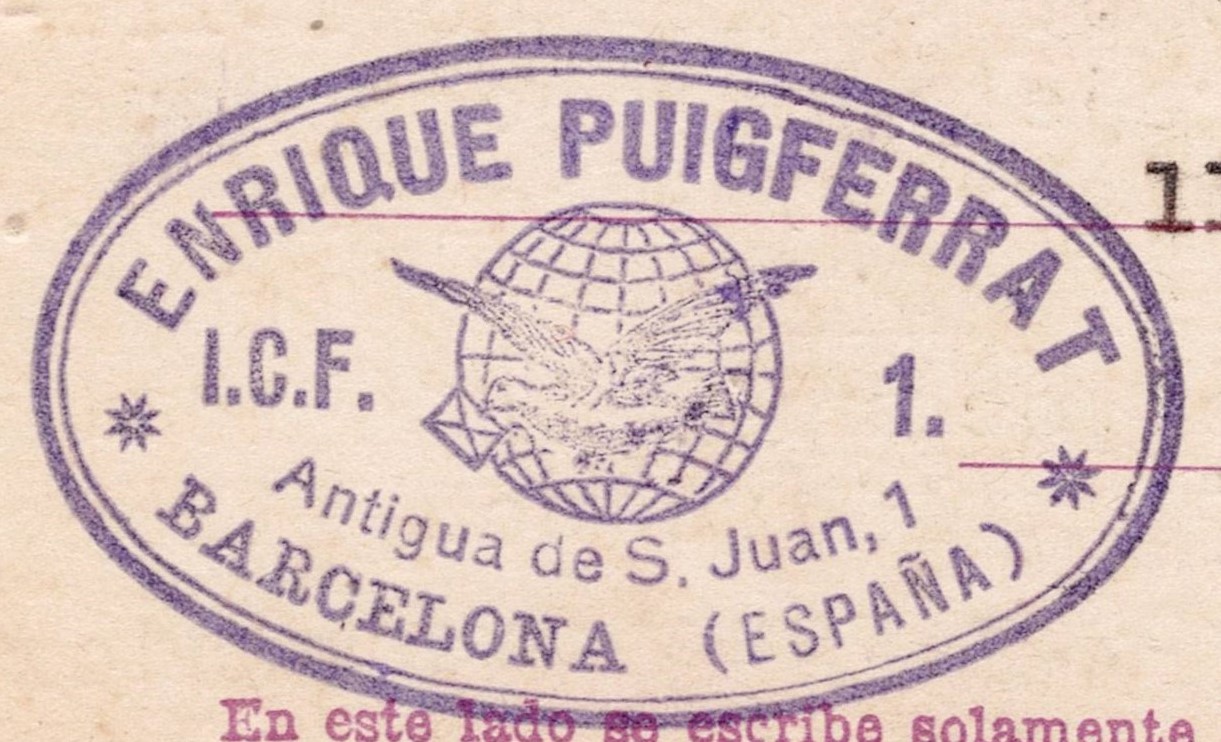 ENRIQUE PUIGFERRAT
I.C.F.
1.
Antigua de S. Juan, 1
BARCELONA (ESPAÑA)
En este lado se escribe solamente